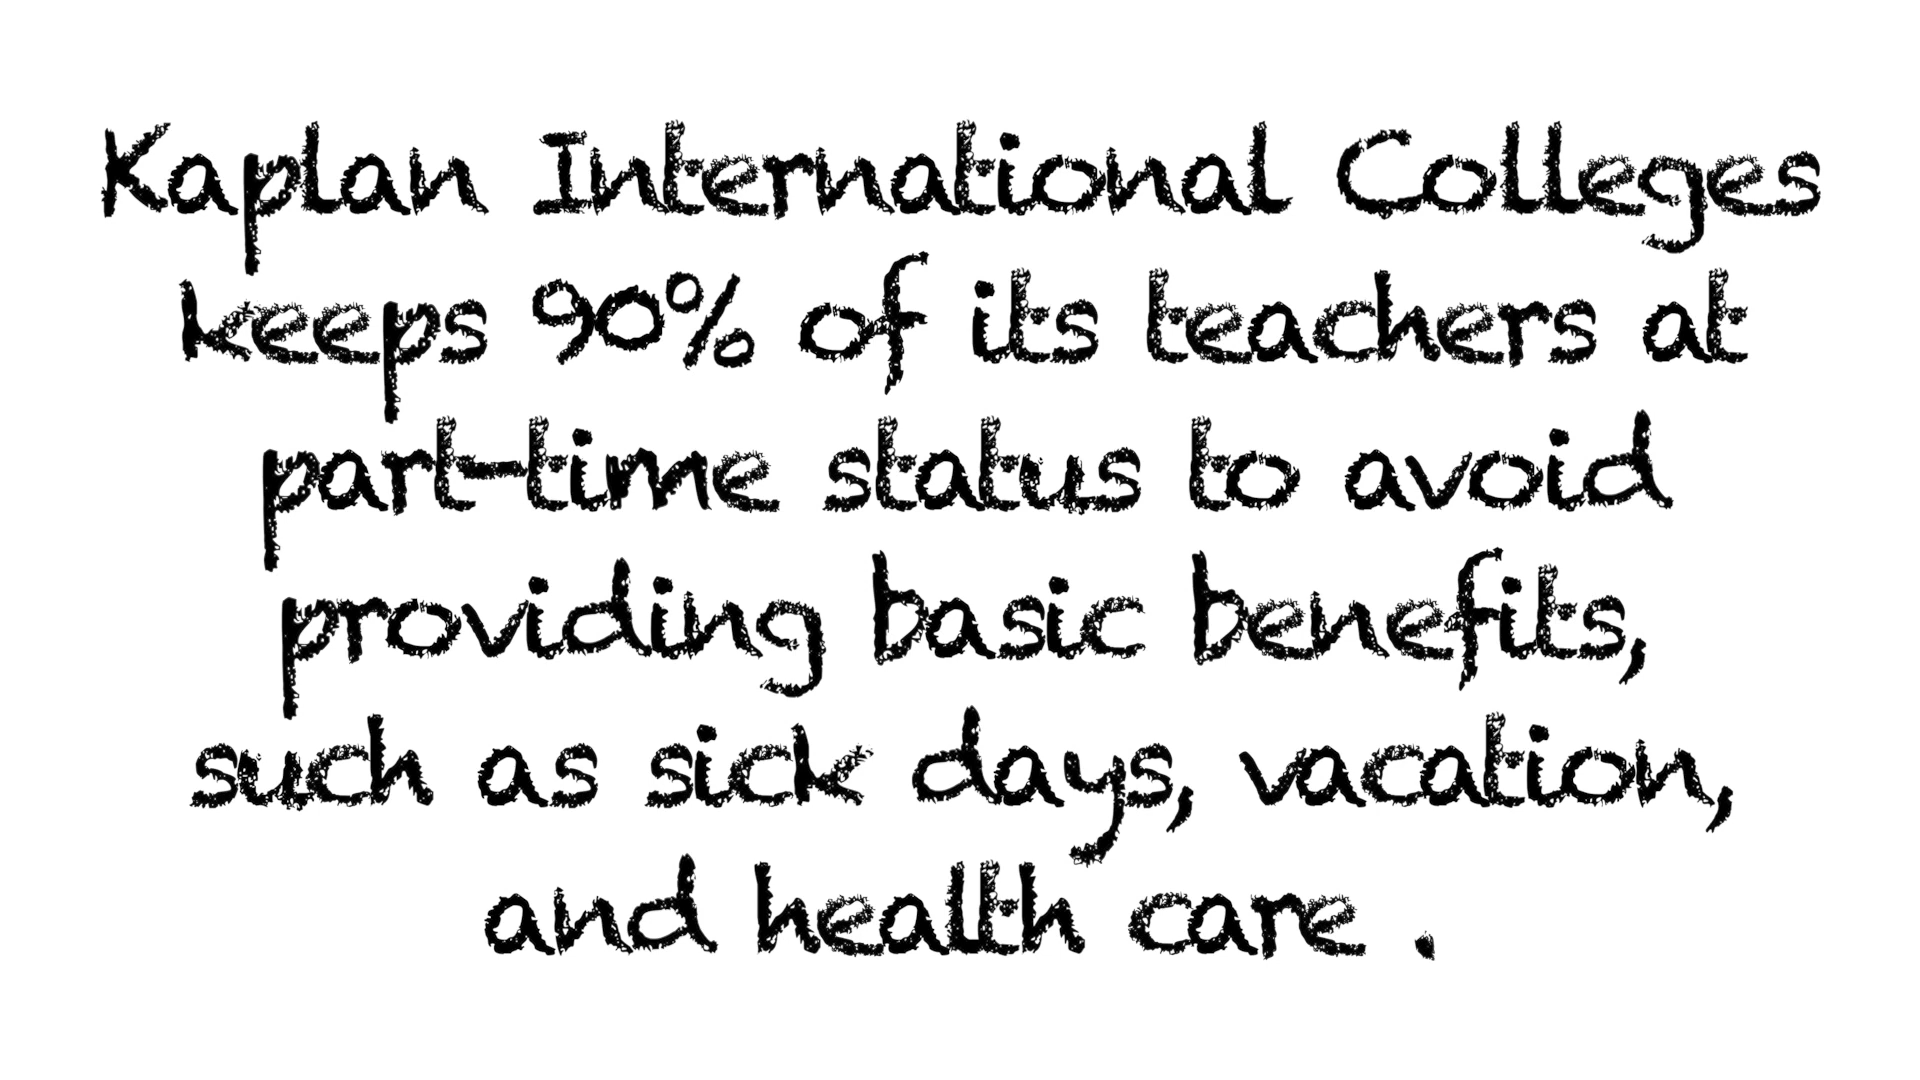 Kaplan International Colleges
keeps 90% of its teachers at
part-time status to avoid
providing basic benefits,
such as sick days, vacation,
and health care .